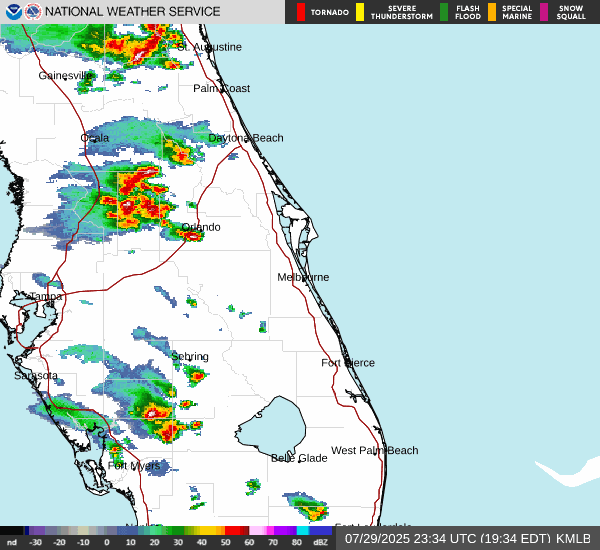 NATIONAL WEATHER SERVICE
TORNADO
SEVERE THUNDERSTORM
FLASH FLOOD
SPECIAL MARINE
SNOW SQUALL
St. Augustine
Gainesville
Palm Coast
Ocala
Daytona Beach
Orlando
Melbourne
Tampa
Sebring
Fort Pierce
Sarasota
West Palm Beach
Belle Glade
Fort Myers
nd -30 -20 -10 0 10 20 30 40 50 60 70 80 dBZ
07/29/2025 23:34 UTC (19:34 EDT) KMLB